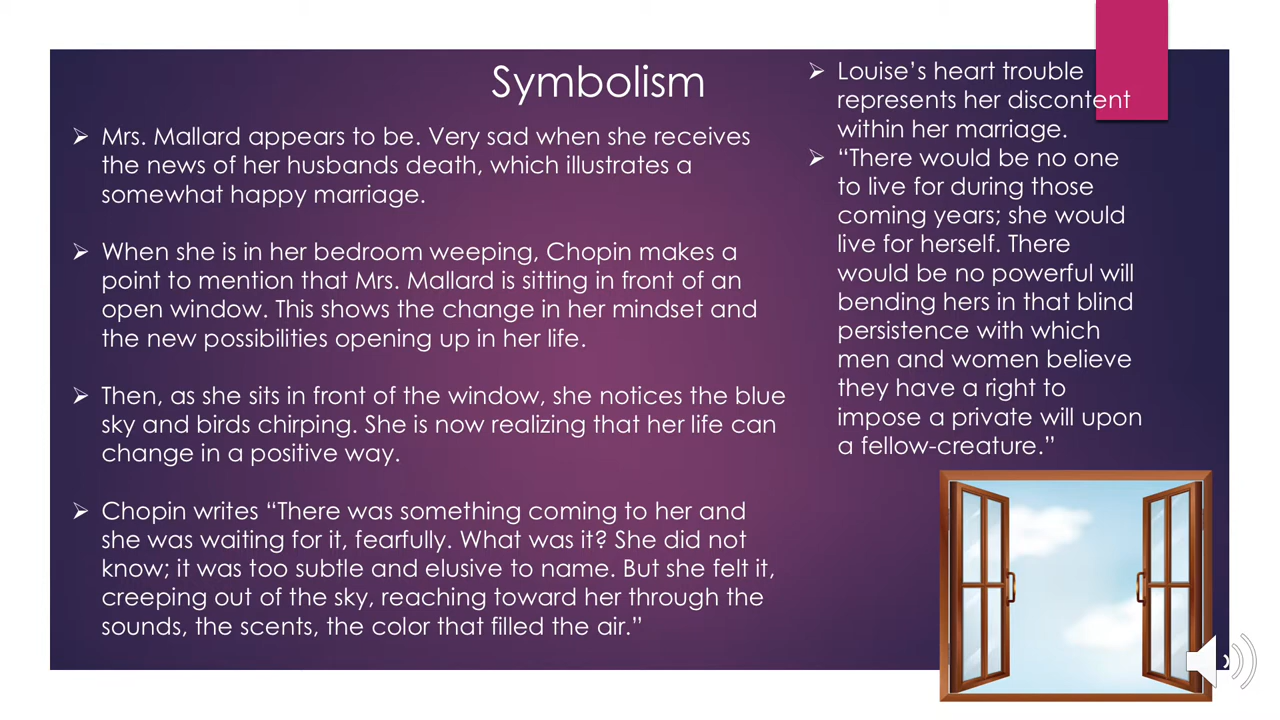 Symbolism
➢ Mrs. Mallard appears to be. Very sad when she receives
the news of her husbands death, which illustrates a
somewhat happy marriage.
➢ When she is in her bedroom weeping, Chopin makes a
point to mention that Mrs. Mallard is sitting in front of an
open window. This shows the change in her mindset and
the new possibilities opening up in her life.
➢ Then, as she sits in front of the window, she notices the blue
sky and birds chirping. She is now realizing that her life can
change in a positive way.
➢ Chopin writes “There was something coming to her and
she was waiting for it, fearfully. What was it? She did not
know; it was too subtle and elusive to name. But she felt it,
creeping out of the sky, reaching toward her through the
sounds, the scents, the color that filled the air.”
➢ Louise’s heart trouble
represents her discontent
within her marriage.
➢ “There would be no one
to live for during those
coming years; she would
live for herself. There
would be no powerful will
bending hers in that blind
persistence with which
men and women believe
they have a right to
impose a private will upon
a fellow-creature.”